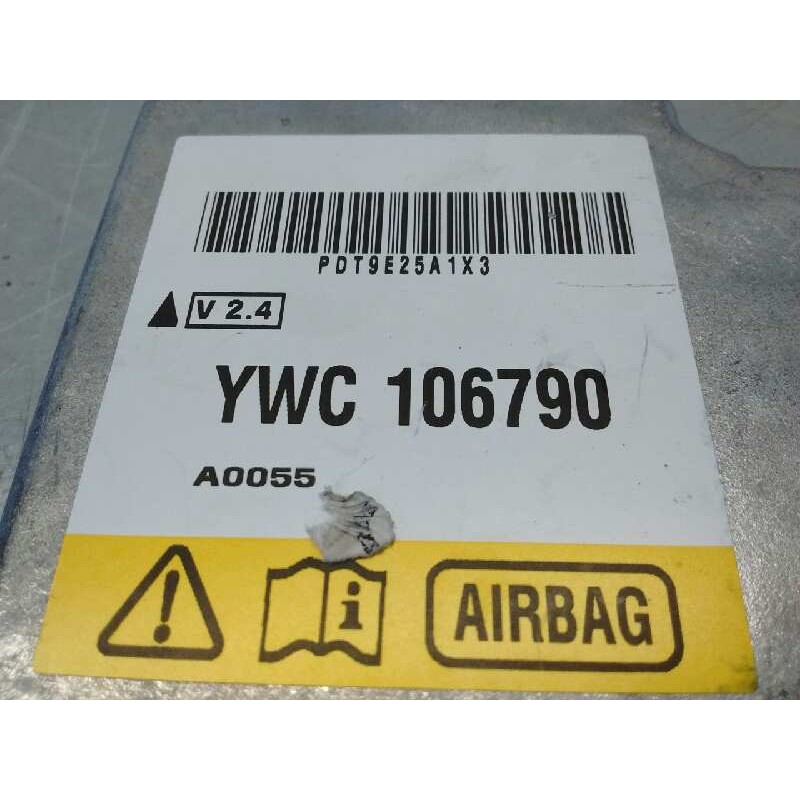 PDT9E25A1X3
V 2.4
YWC 106790
A0055
i
AIRBAG